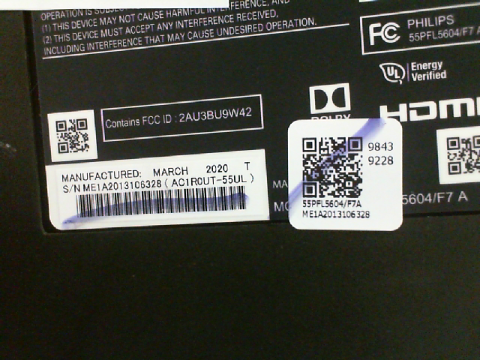 (1) THIS DEVICE MAY NOT CAUSE HARMFUL INTERFERENCE, AND
(2) THIS DEVICE MUST ACCEPT ANY INTERFERENCE RECEIVED,
INCLUDING INTERFERENCE THAT MAY CAUSE UNDESIRED OPERATION.
FC PHILIPS
55PFL5604/F7 A
UL Energy
Verified
Contains FCC ID : 2AU3BU9W42
DOLBY
HDMI
MANUFACTURED: MARCH 2020 T
S/N ME1A2013106328 ( AC1R0UT-55UL )
9843
9228
55PFL5604/F7A
ME1A2013106328
5604/F7 A